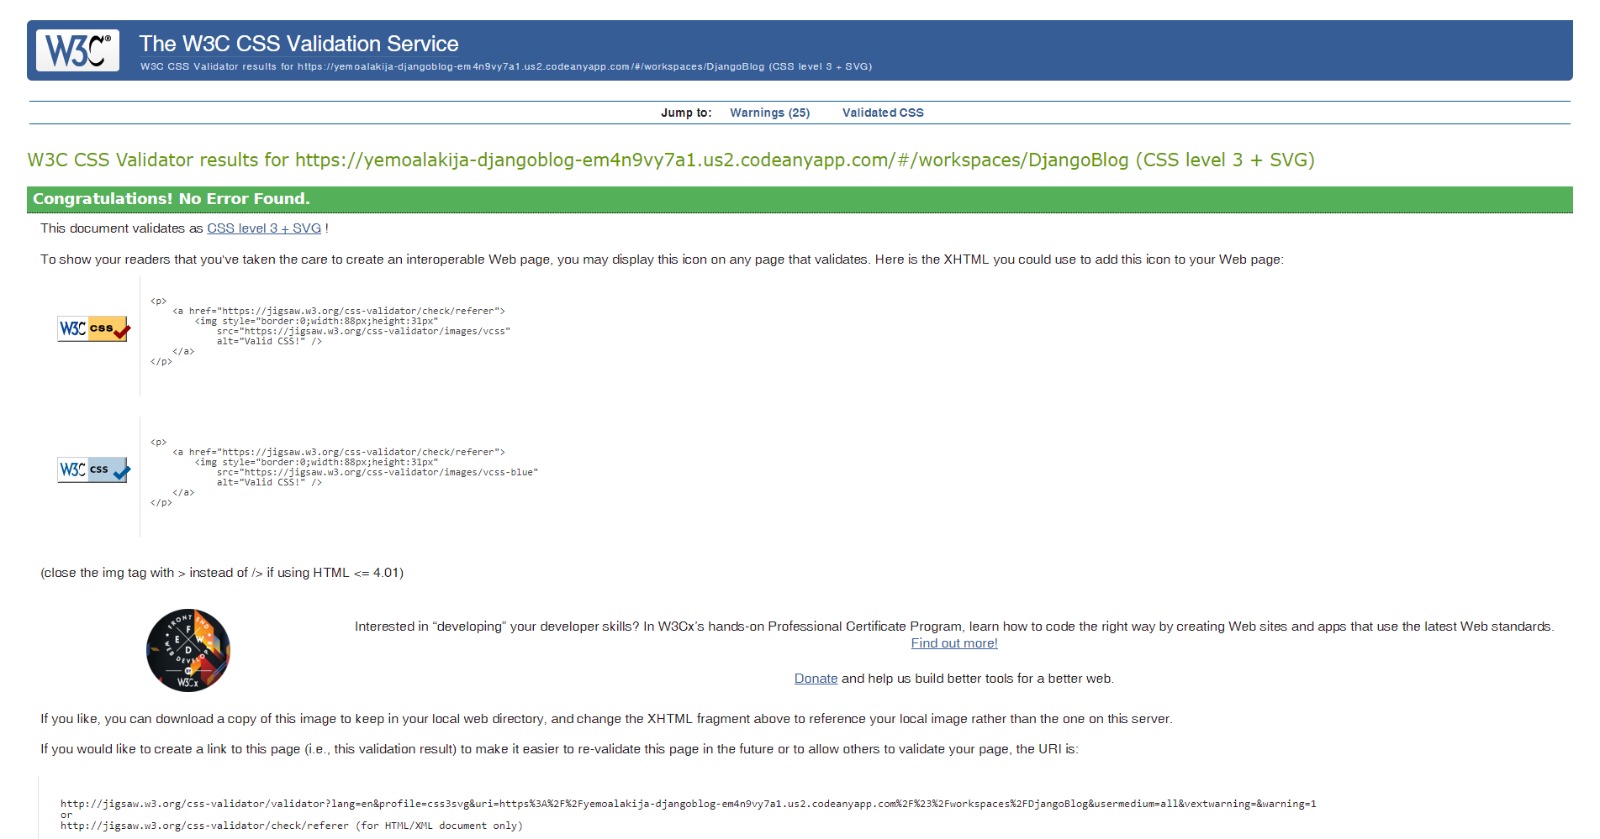 W3C® The W3C CSS Validation Service
W3C CSS Validator results for https://yemoalakija-djangoblog-em4n9vy7a1.us2.codeanyapp.com/#/workspaces/DjangoBlog (CSS level 3 + SVG)
Jump to: Warnings (25) Validated CSS
W3C CSS Validator results for https://yemoalakija-djangoblog-em4n9vy7a1.us2.codeanyapp.com/#/workspaces/DjangoBlog (CSS level 3 + SVG)
Congratulations! No Error Found.
This document validates as CSS level 3 + SVG !
To show your readers that you've taken the care to create an interoperable Web page, you may display this icon on any page that validates. Here is the XHTML you could use to add this icon to your Web page:
W3C css
<p>
<a href="https://jigsaw.w3.org/css-validator/check/referer">
<img style="border:0;width:88px;height:31px"
src="https://jigsaw.w3.org/css-validator/images/vcss"
alt="Valid CSS!" />
</a>
</p>
W3C css
<p>
<a href="https://jigsaw.w3.org/css-validator/check/referer">
<img style="border:0;width:88px;height:31px"
src="https://jigsaw.w3.org/css-validator/images/vcss-blue"
alt="Valid CSS!" />
</a>
</p>
(close the img tag with > instead of /> if using HTML <= 4.01)
FRONT END
F
E W
D
WEB DEVELOPER
W3Cx
Interested in “developing” your developer skills? In W3Cx's hands-on Professional Certificate Program, learn how to code the right way by creating Web sites and apps that use the latest Web standards.
Find out more!
Donate and help us build better tools for a better web.
If you like, you can download a copy of this image to keep in your local web directory, and change the XHTML fragment above to reference your local image rather than the one on this server.
If you would like to create a link to this page (i.e., this validation result) to make it easier to re-validate this page in the future or to allow others to validate your page, the URI is:
http://jigsaw.w3.org/css-validator/validator?lang=en&profile=css3svg&uri=https%3A%2F%2Fyemoalakija-djangoblog-em4n9vy7a1.us2.codeanyapp.com%2F%23%2Fworkspaces%2FDjangoBlog&usermedium=all&vextwarning=&warning=1
or
http://jigsaw.w3.org/css-validator/check/referer (for HTML/XML document only)